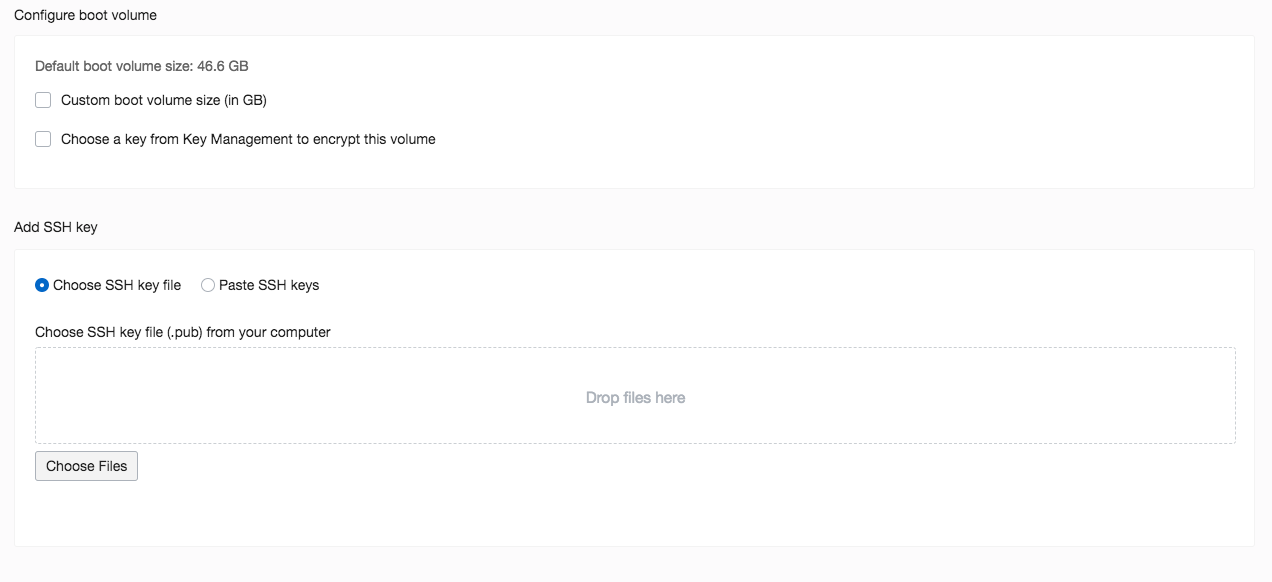 Configure boot volume
Default boot volume size: 46.6 GB
Custom boot volume size (in GB)
Choose a key from Key Management to encrypt this volume
Add SSH key
Choose SSH key file Paste SSH keys
Choose SSH key file (.pub) from your computer
Drop files here
Choose Files